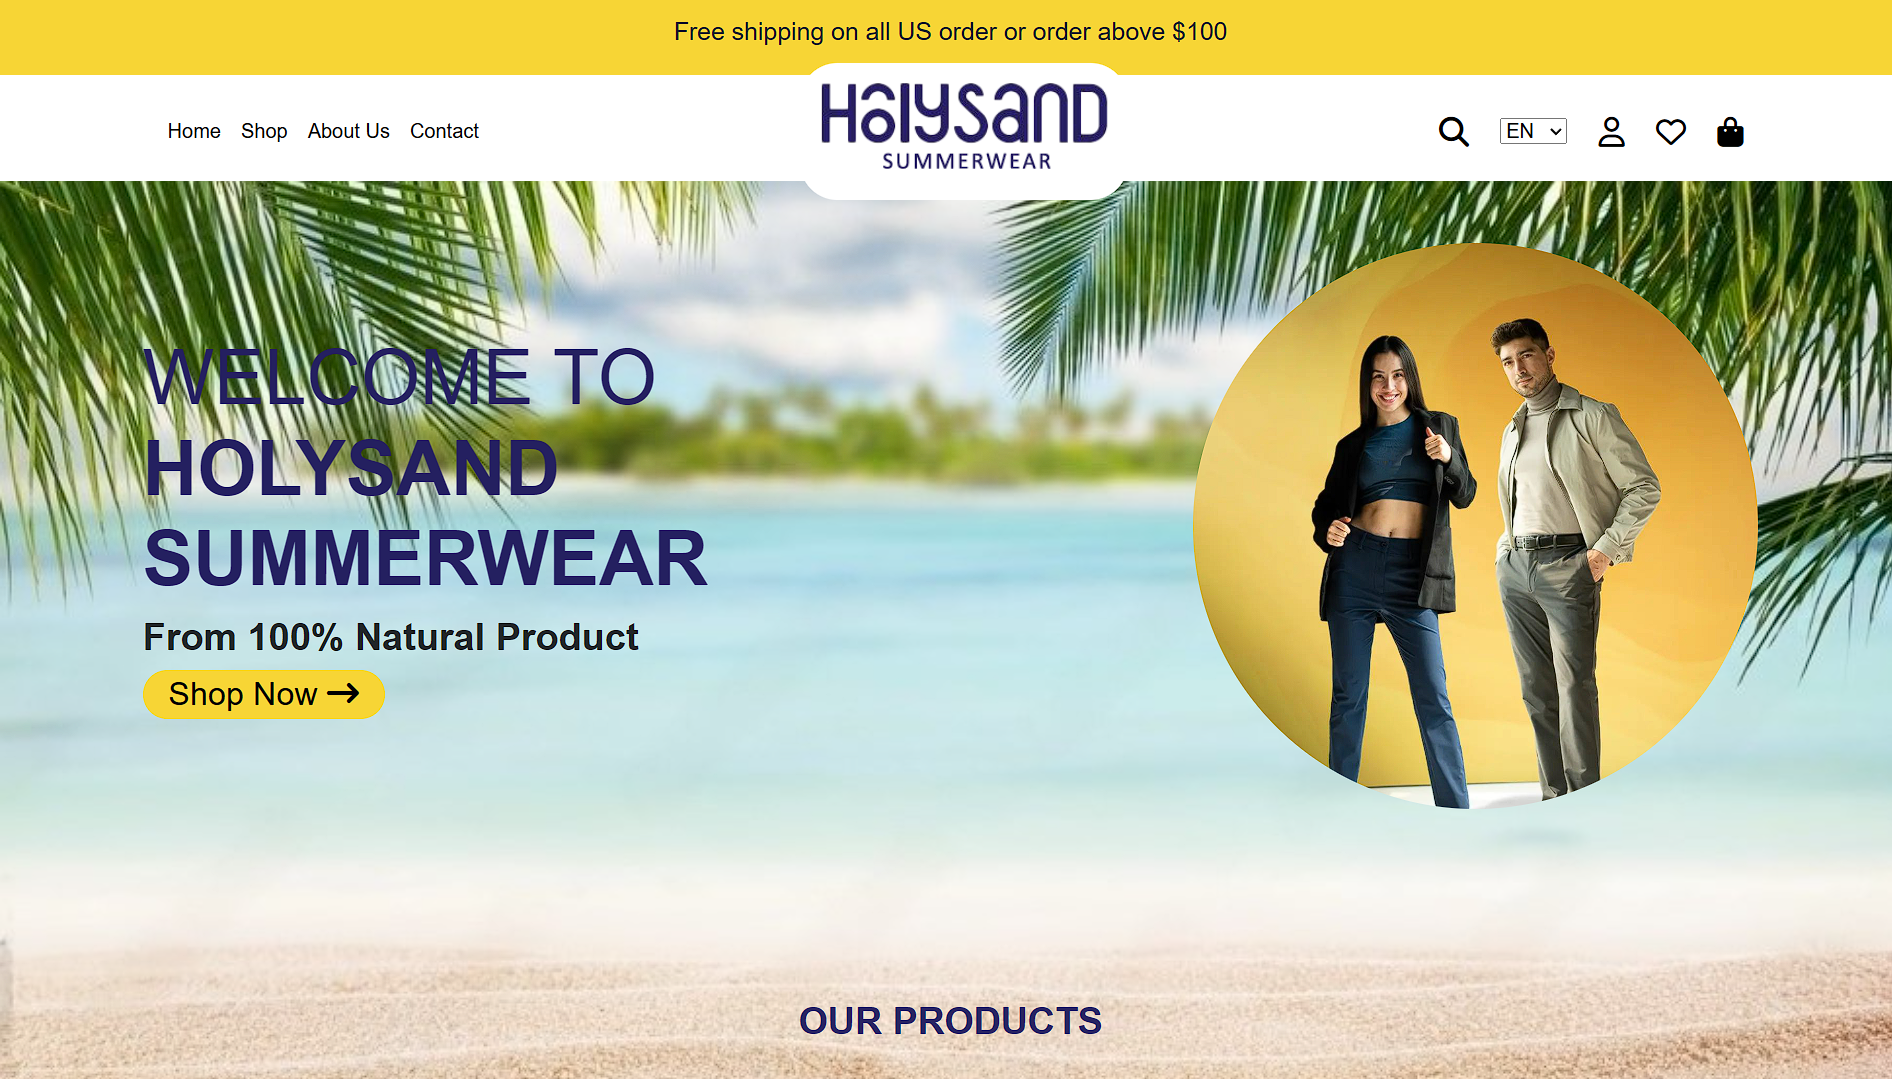 Free shipping on all US order or order above $100
Home Shop About Us Contact
Holysand
SUMMERWEAR
EN
WELCOME TO
HOLYSAND
SUMMERWEAR
From 100% Natural Product
Shop Now
OUR PRODUCTS